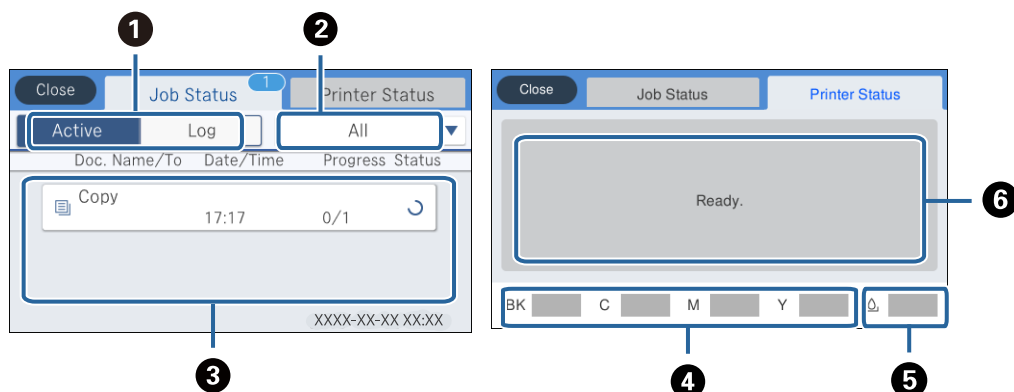 1 2
Close Job Status 1 Printer Status
Active Log All
Doc. Name/To Date/Time Progress Status
Copy
17:17 0/1
XXXX-XX-XX XX:XX
3
Close Job Status Printer Status
Ready.
6
BK C M Y
4 5